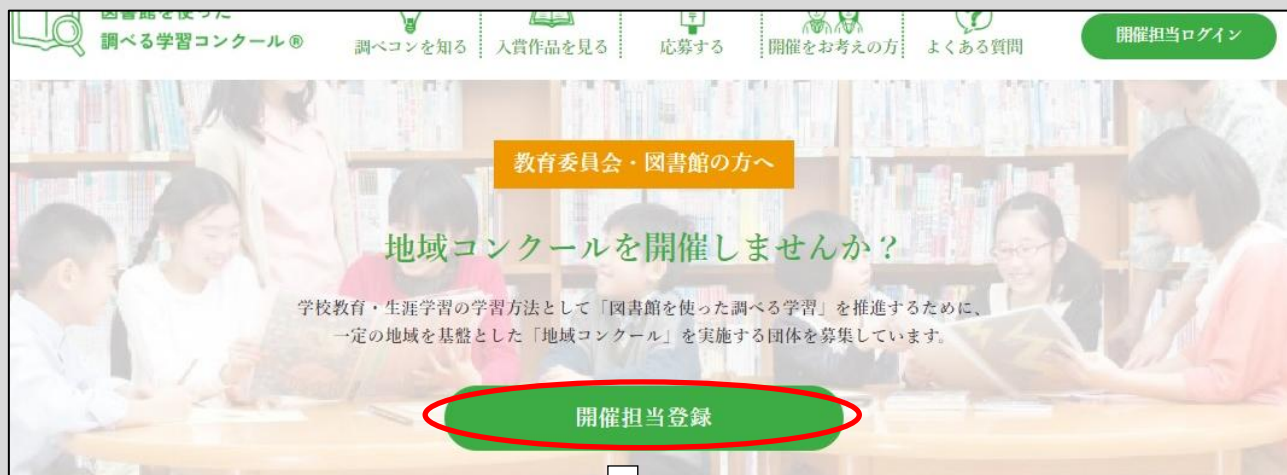 図書館を使った
調べる学習コンクール®
調べコンを知る
入賞作品を見る
応募する
開催をお考えの方
よくある質問
開催担当ログイン
教育委員会・図書館の方へ
地域コンクールを開催しませんか?
学校教育・生涯学習の学習方法として「図書館を使った調べる学習」を推進するために、
一定の地域を基盤とした「地域コンクール」を実施する団体を募集しています。
開催担当登録